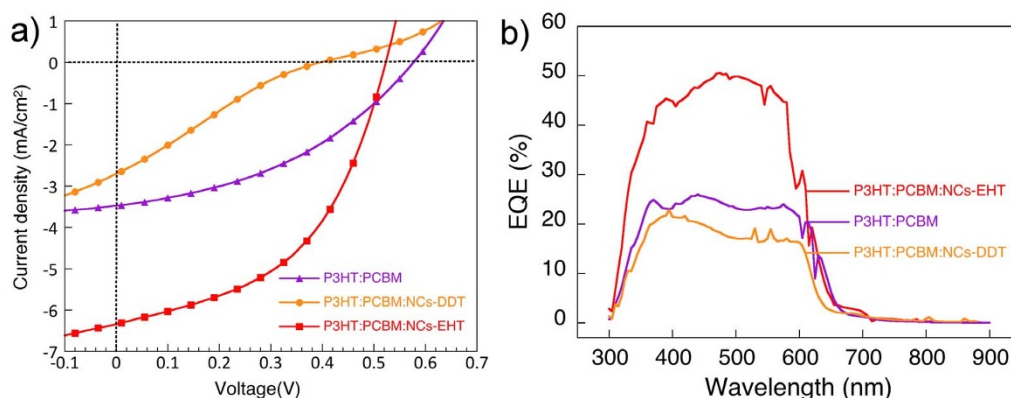 a)
Current density (mA/cm²)
1
0
-1
-2
-3
-4
-5
-6
-7
P3HT:PCBM
P3HT:PCBM:NCs-DDT
P3HT:PCBM:NCs-EHT
-0.1
0
0.1
0.2
0.3
0.4
0.5
0.6
0.7
Voltage(V)
b)
EQE (%)
60
50
40
30
20
10
0
P3HT:PCBM:NCs-EHT
P3HT:PCBM
P3HT:PCBM:NCs-DDT
300
400
500
600
700
800
900
Wavelength (nm)